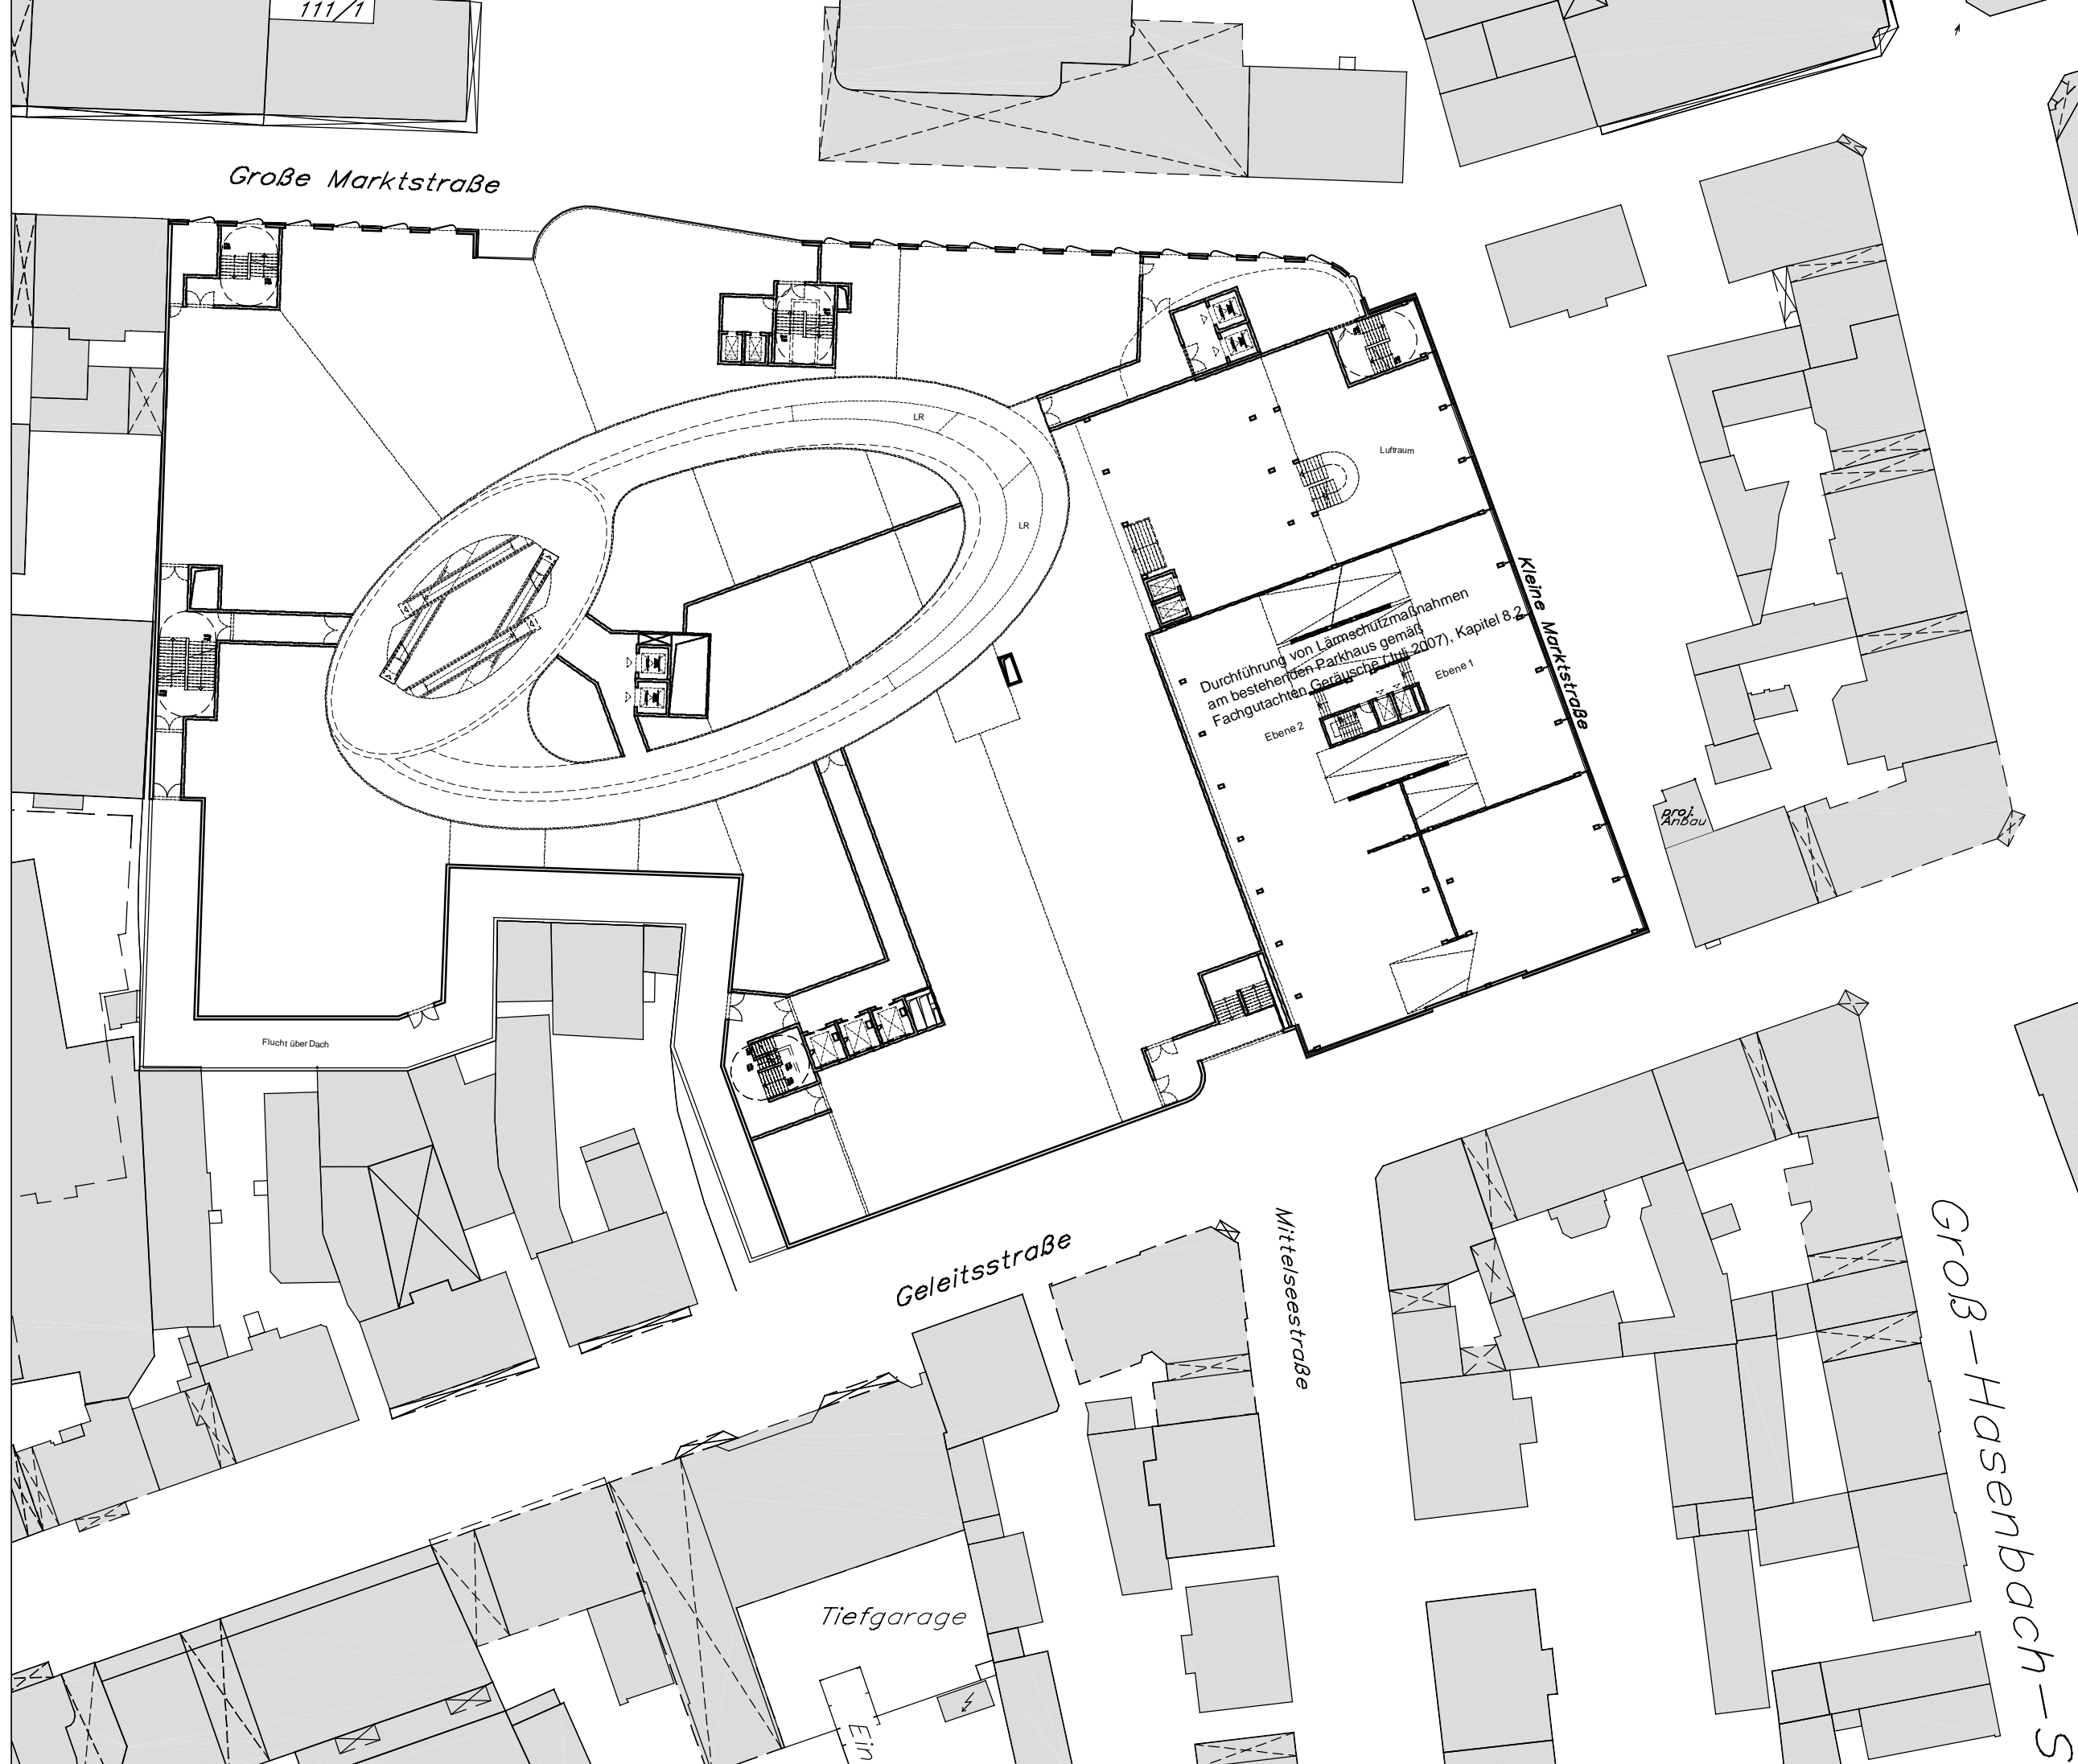 111/1
Große Marktstraße
LR
Luftraum
LR
Kleine Marktstraße
Durchführung von Lärmschutzmaßnahmen
am bestehenden Parkhaus gemäß
Fachgutachten Geräusche (Juli 2007), Kapitel 8.2
Ebene 1
Ebene 2
proj.
Anbau
Flucht über Dach
Geleitsstraße
Mittelseestraße
Groß-Hasenbach-S
Tiefgarage
Ein